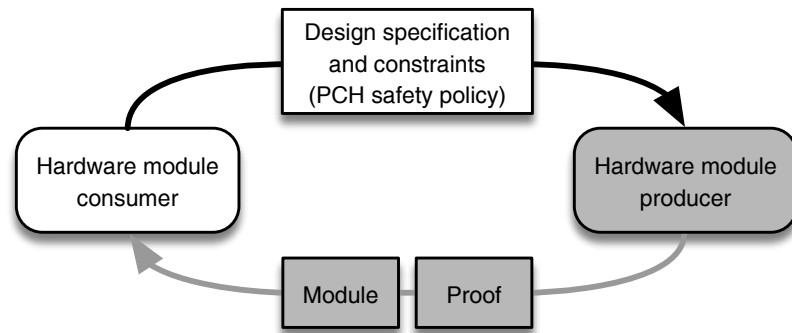 Design specification
and constraints
(PCH safety policy)
Hardware module
consumer
Hardware module
producer
Module
Proof